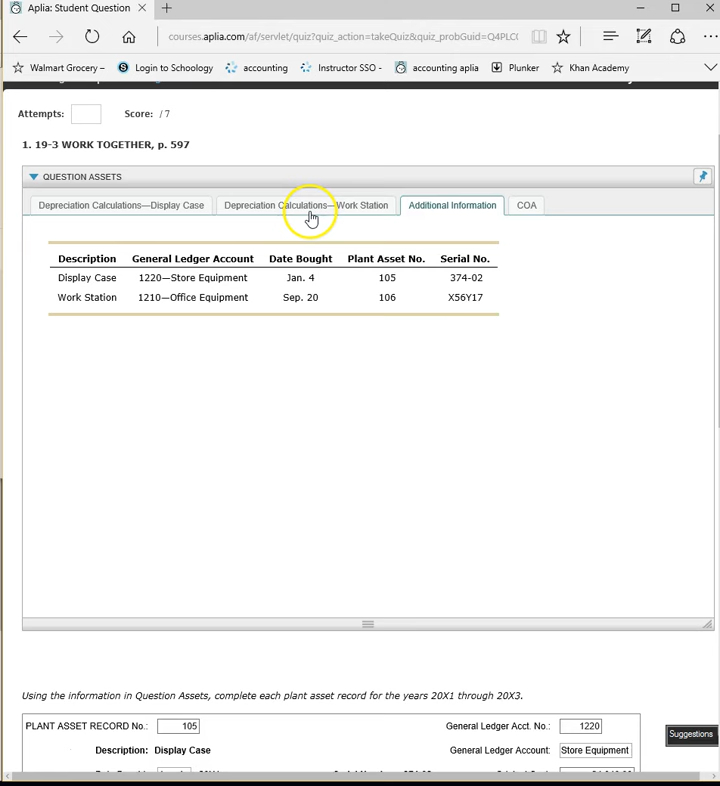 Aplia: Student Question
courses.aplia.com/af/servlet/quiz?quiz_action=takeQuiz&quiz_probGuid=Q4PLC0
Walmart Grocery – Login to Schoology accounting Instructor SSO - accounting aplia Plunker Khan Academy
Attempts: Score: / 7
1. 19-3 WORK TOGETHER, p. 597
QUESTION ASSETS
Depreciation Calculations—Display Case Depreciation Calculations—Work Station Additional Information COA
Description General Ledger Account Date Bought Plant Asset No. Serial No.
Display Case 1220—Store Equipment Jan. 4 105 374-02
Work Station 1210—Office Equipment Sep. 20 106 X56Y17
Using the information in Question Assets, complete each plant asset record for the years 20X1 through 20X3.
PLANT ASSET RECORD No.: 105 General Ledger Acct. No.: 1220
Suggestions
Description: Display Case General Ledger Account: Store Equipment